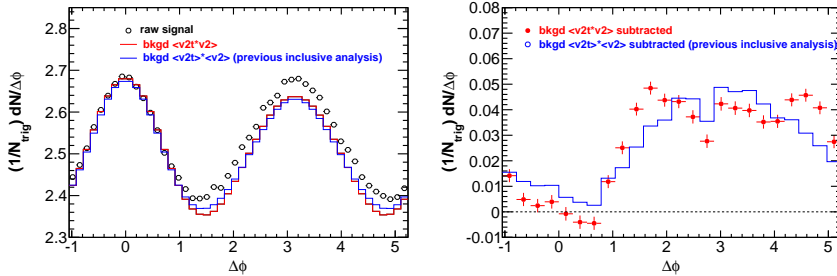 2.8
2.7
2.6
2.5
2.4
2.3
(1/N_trig) dN/Δϕ
raw signal
bkgd <v2t*v2>
bkgd <v2t>*<v2> (previous inclusive analysis)
-1 0 1 2 3 4 5
Δϕ
0.08
0.07
0.06
0.05
0.04
0.03
0.02
0.01
0
-0.01
(1/N_trig) dN/Δϕ
bkgd <v2t*v2> subtracted
bkgd <v2t>*<v2> subtracted (previous inclusive analysis)
-1 0 1 2 3 4 5
Δϕ